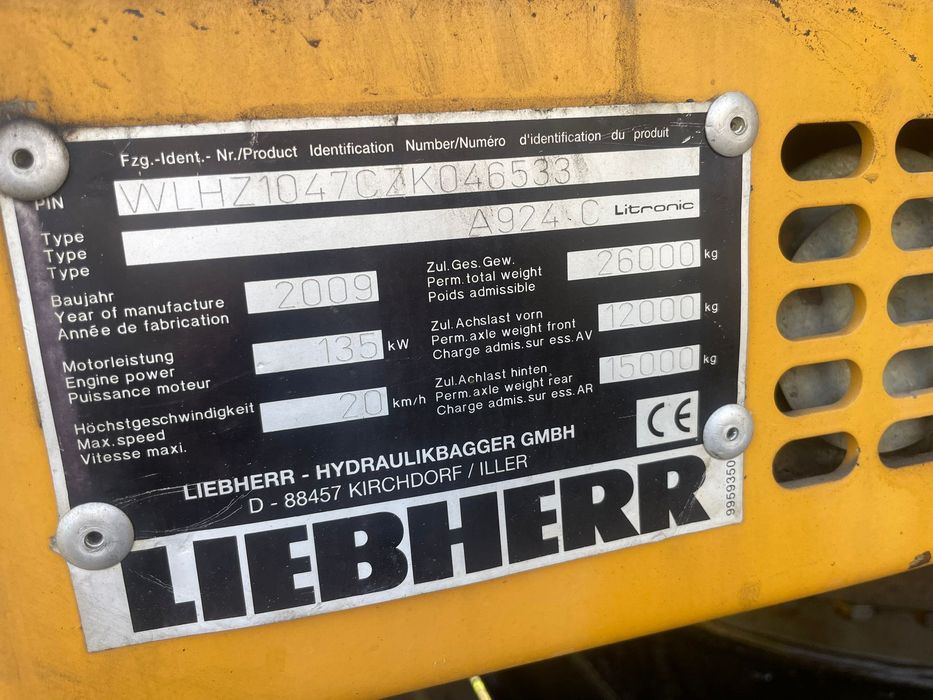 Fzg.-Ident.- Nr./Product Identification Number/Numéro d'identification du produit
PIN WLHZ1047CZK046533
Type
Type
Type
A924 C Litronic
Baujahr
Year of manufacture
Année de fabrication
2009
Motorleistung
Engine power
Puissance moteur
135 kW
Höchstgeschwindigkeit
Max.speed
Vitesse maxi.
20 km/h
Zul.Ges.Gew.
Perm.total weight
Poids admissible
26000 kg
Zul.Achslast vorn
Perm.axle weight front
Charge admis.sur ess.AV
12000 kg
Zul.Achlast hinten
Perm.axle weight rear
Charge admis.sur ess.AR
15000 kg
CE
LIEBHERR - HYDRAULIKBAGGER GMBH
D - 88457 KIRCHDORF / ILLER
LIEBHERR
9959350